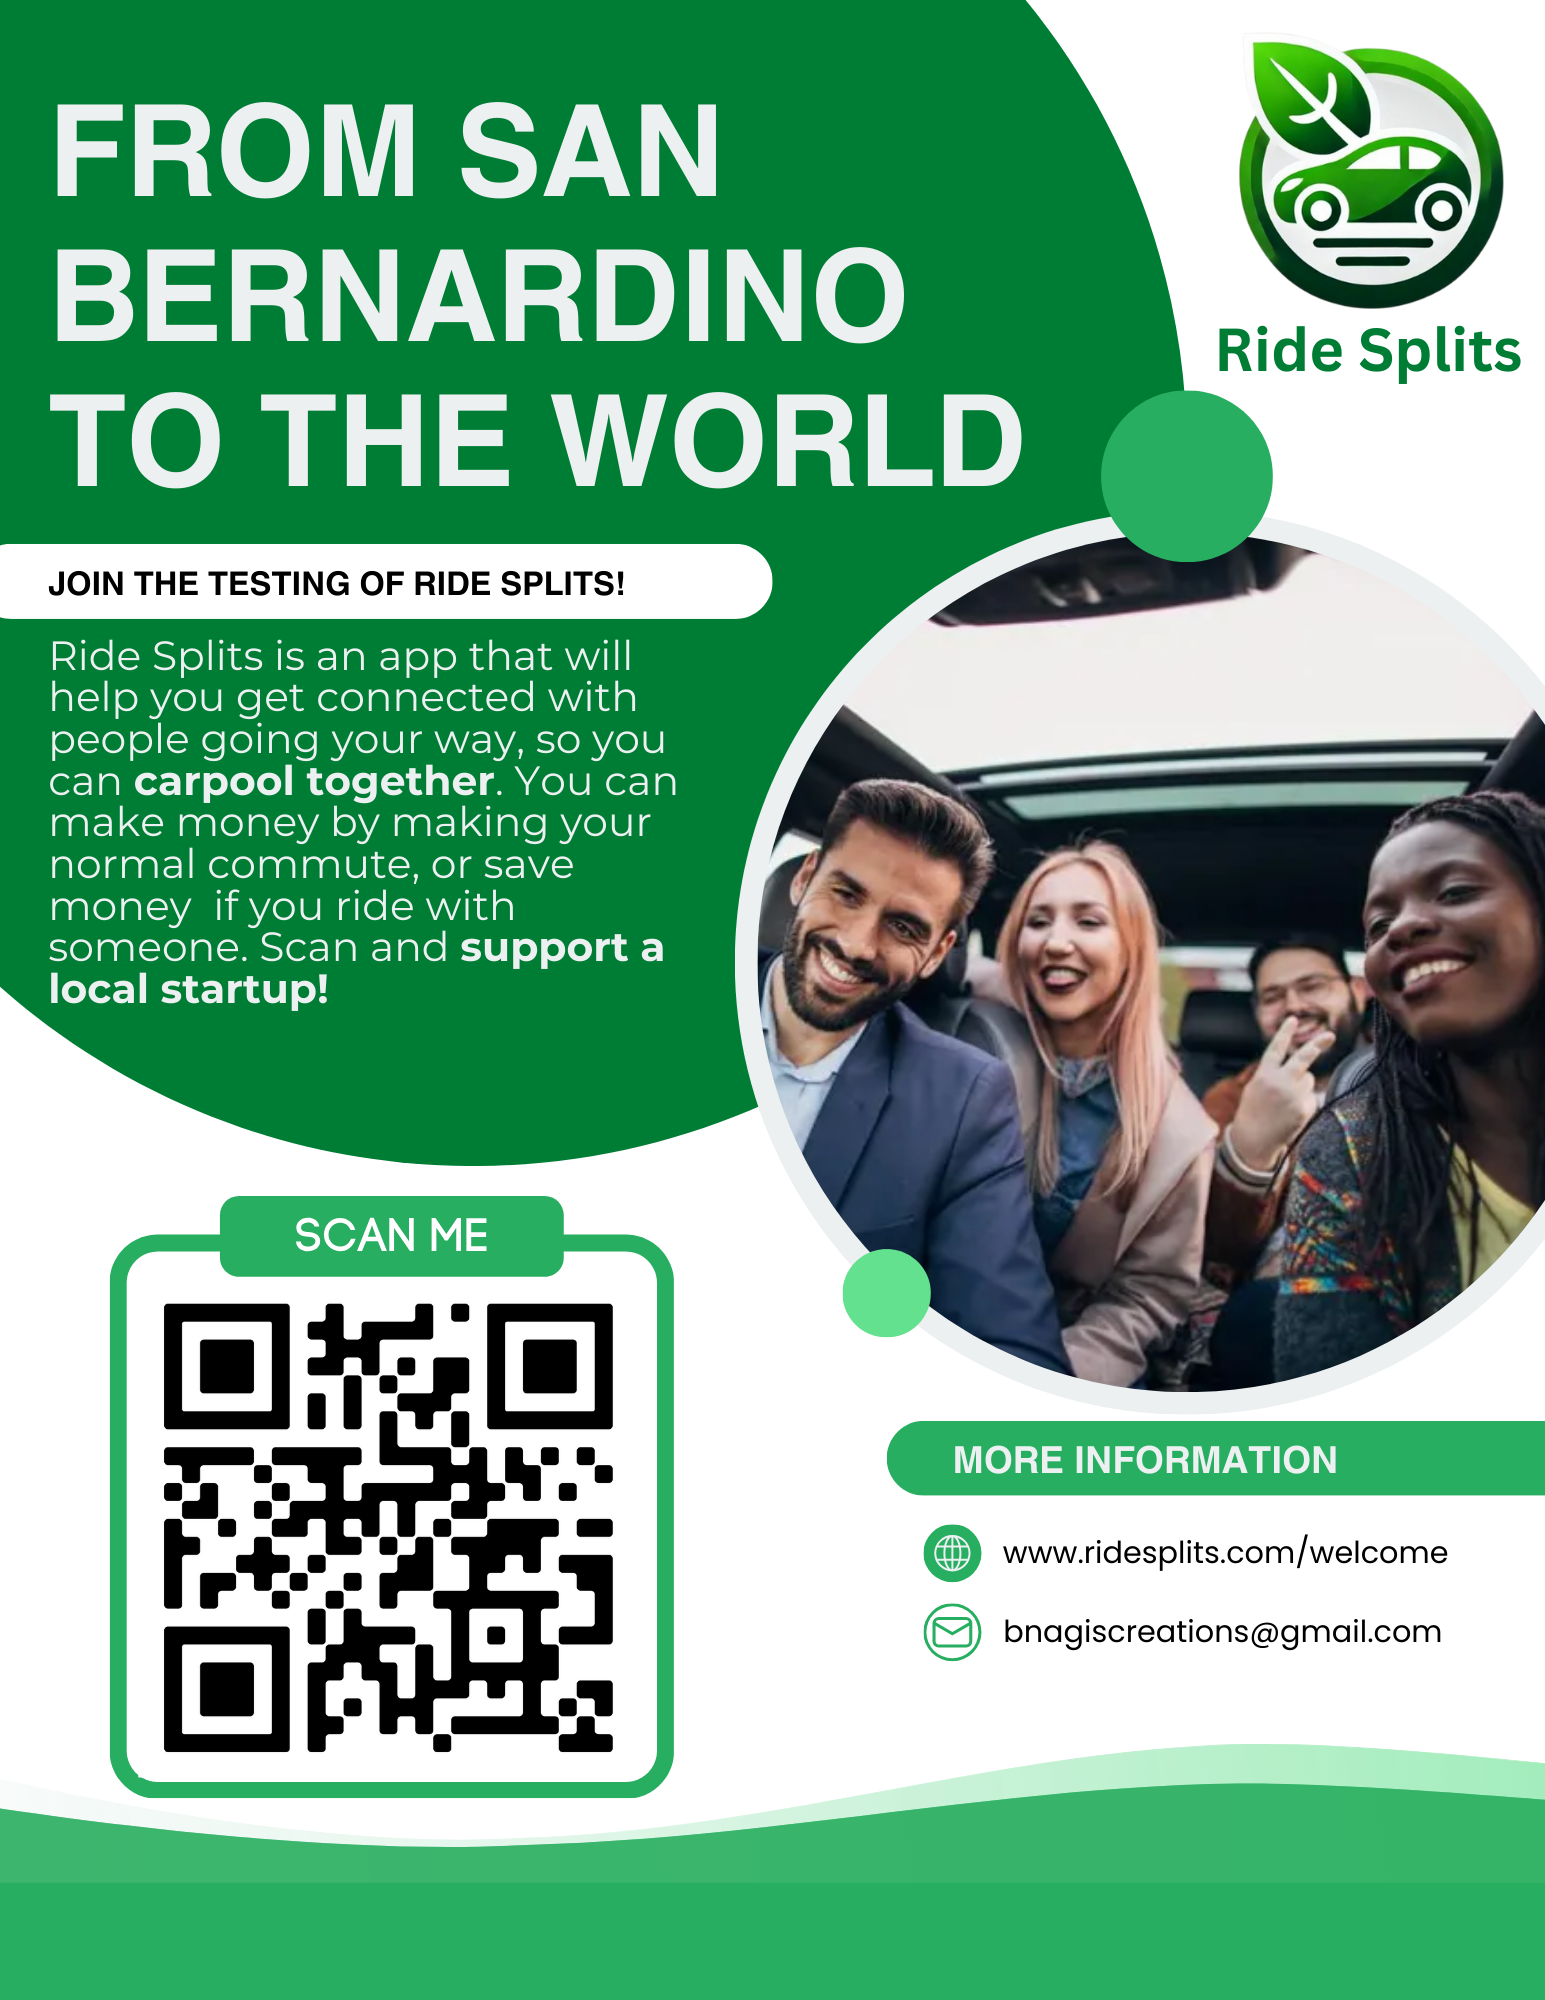 FROM SAN
BERNARDINO
TO THE WORLD
Ride Splits
JOIN THE TESTING OF RIDE SPLITS!
Ride Splits is an app that will
help you get connected with
people going your way, so you
can carpool together. You can
make money by making your
normal commute, or save
money  if you ride with
someone. Scan and support a
local startup!
SCAN ME
MORE INFORMATION
www.ridesplits.com/welcome
bnagiscreations@gmail.com